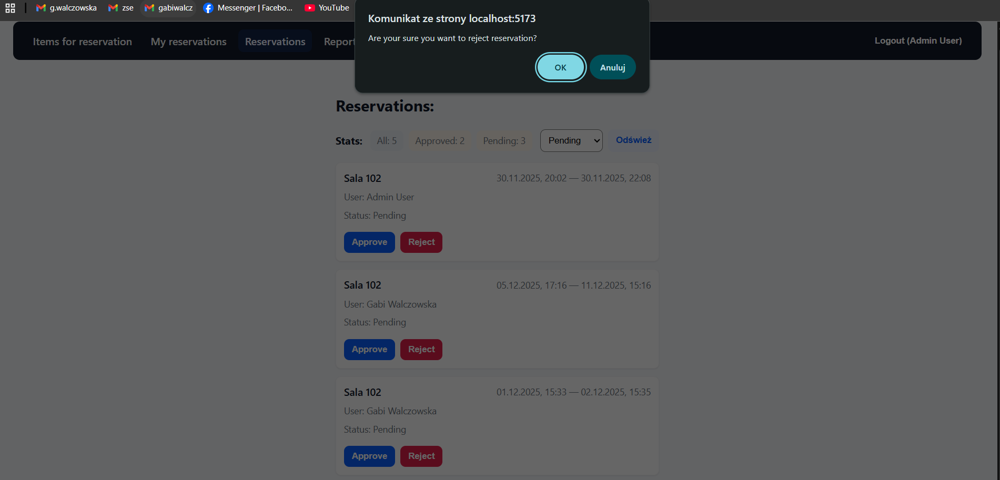 g.walczowska zse gabiwalcz Messenger | Facebo... YouTube
Komunikat ze strony localhost:5173
Are your sure you want to reject reservation?
OK Anuluj
Items for reservation My reservations Reservations Report Logout (Admin User)
Reservations:
Stats: All: 5 Approved: 2 Pending: 3 Pending Odśwież
Sala 102 30.11.2025, 20:02 — 30.11.2025, 22:08
User: Admin User
Status: Pending
Approve Reject
Sala 102 05.12.2025, 17:16 — 11.12.2025, 15:16
User: Gabi Walczowska
Status: Pending
Approve Reject
Sala 102 01.12.2025, 15:33 — 02.12.2025, 15:35
User: Gabi Walczowska
Status: Pending
Approve Reject